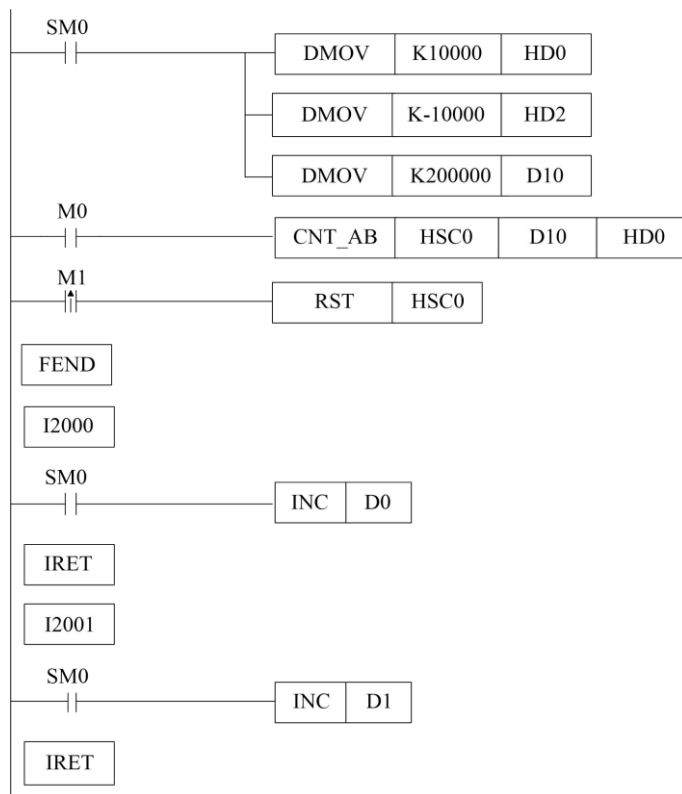 SM0
DMOV K10000 HD0
DMOV K-10000 HD2
DMOV K200000 D10
M0
CNT_AB HSC0 D10 HD0
M1
RST HSC0
FEND
I2000
SM0
INC D0
IRET
I2001
SM0
INC D1
IRET